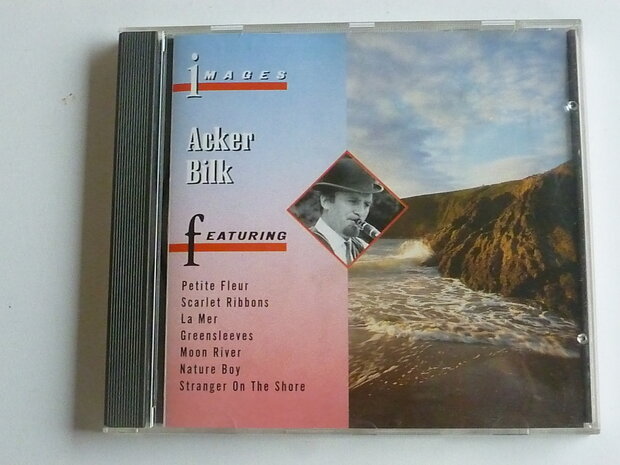 iMAGES
Acker
Bilk
fEATURING
Petite Fleur
Scarlet Ribbons
La Mer
Greensleeves
Moon River
Nature Boy
Stranger On The Shore